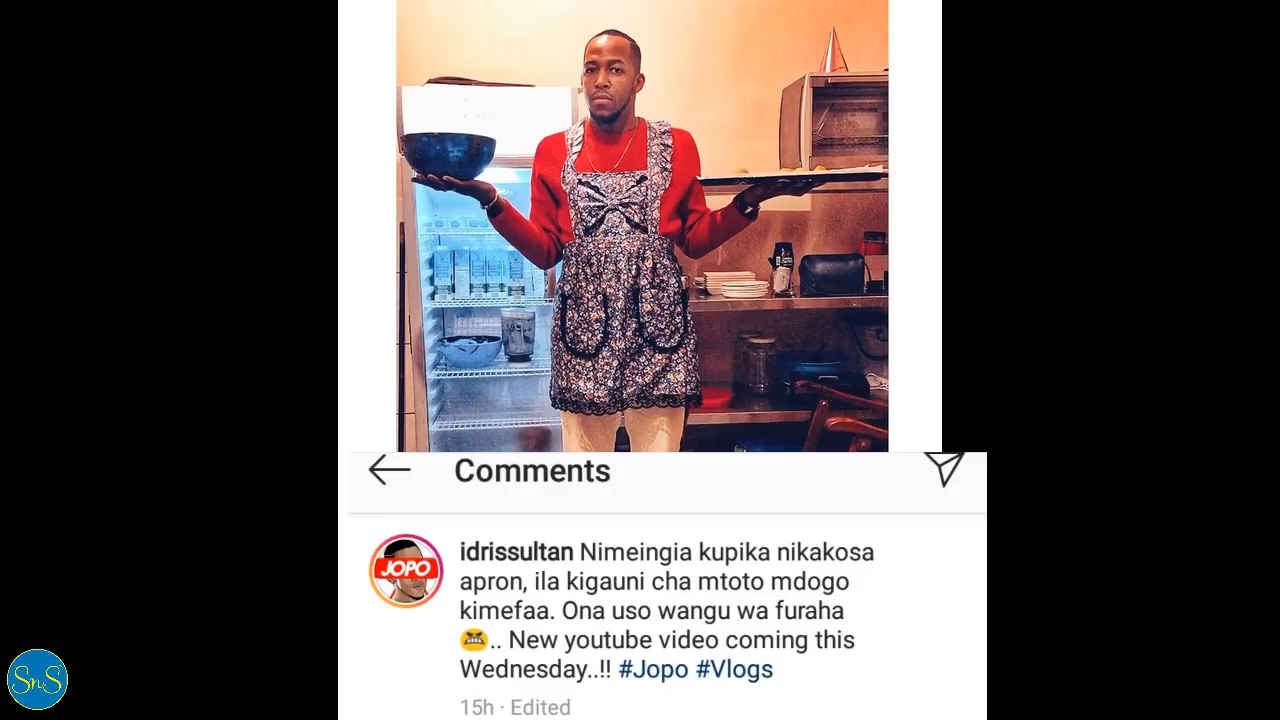 Comments
JOPO
idrissultan Nimeingia kupika nikakosa
apron, ila kigauni cha mtoto mdogo
kimefaa. Ona uso wangu wa furaha
😬.. New youtube video coming this
Wednesday..!! #Jopo #Vlogs
15h · Edited
SnS